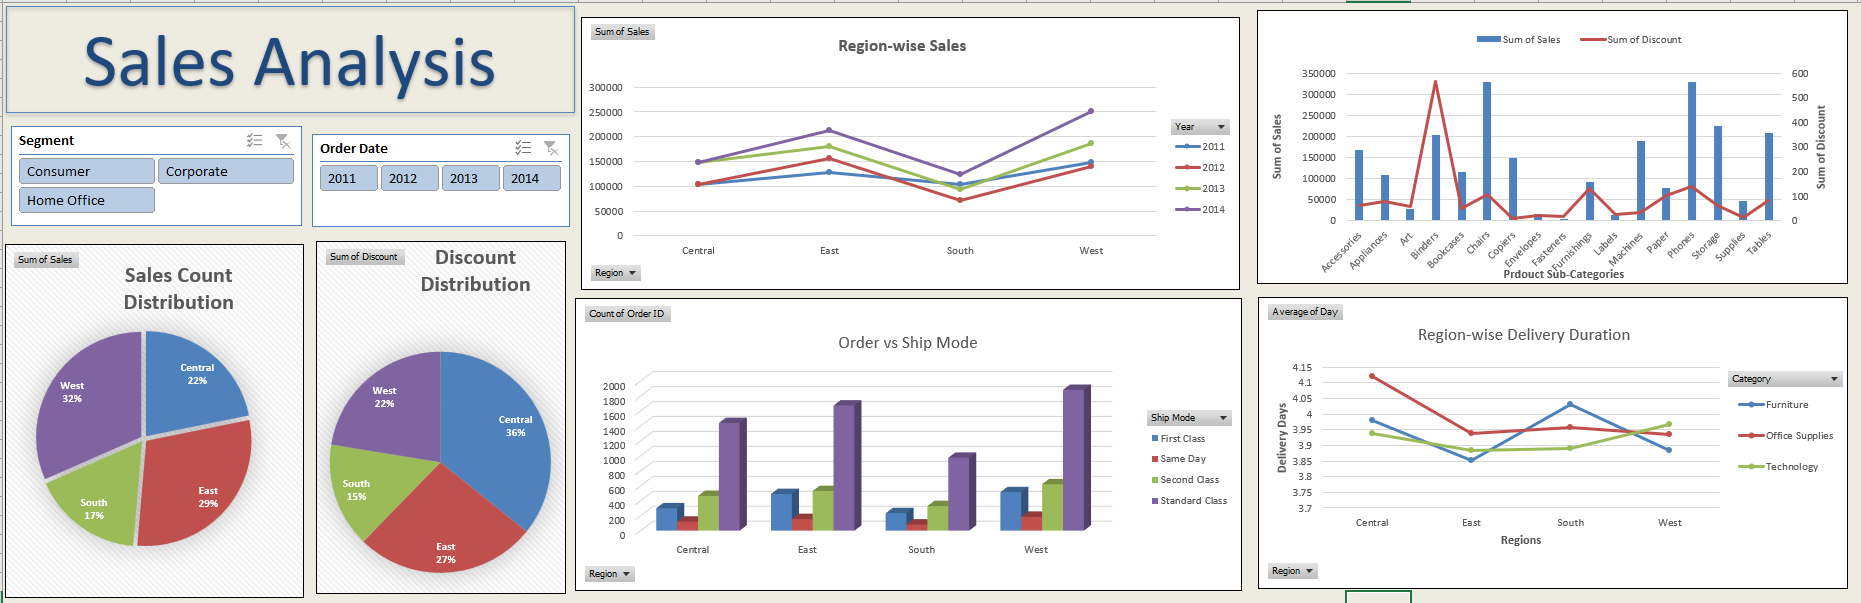 Sales Analysis
Segment
Consumer
Corporate
Home Office
Order Date
2011
2012
2013
2014
Sum of Sales
Sales Count
Distribution
Central
22%
East
29%
South
17%
West
32%
Sum of Discount
Discount
Distribution
Central
36%
East
27%
South
15%
West
22%
Sum of Sales
Region-wise Sales
300000
250000
200000
150000
100000
50000
0
Central
East
South
West
Year
2011
2012
2013
2014
Region
Count of Order ID
Order vs Ship Mode
2000
1800
1600
1400
1200
1000
800
600
400
200
0
Central
East
South
West
Ship Mode
First Class
Same Day
Second Class
Standard Class
Region
Sum of Sales
Sum of Discount
Sum of Sales
350000
300000
250000
200000
150000
100000
50000
0
600
500
400
300
200
100
0
Sum of Discount
Accessories
Appliances
Art
Binders
Bookcases
Chairs
Copiers
Envelopes
Fasteners
Furnishings
Labels
Machines
Paper
Phones
Storage
Supplies
Tables
Prdouct Sub-Categories
Average of Day
Region-wise Delivery Duration
Delivery Days
4.15
4.1
4.05
4
3.95
3.9
3.85
3.8
3.75
3.7
Central
East
South
West
Regions
Category
Furniture
Office Supplies
Technology
Region